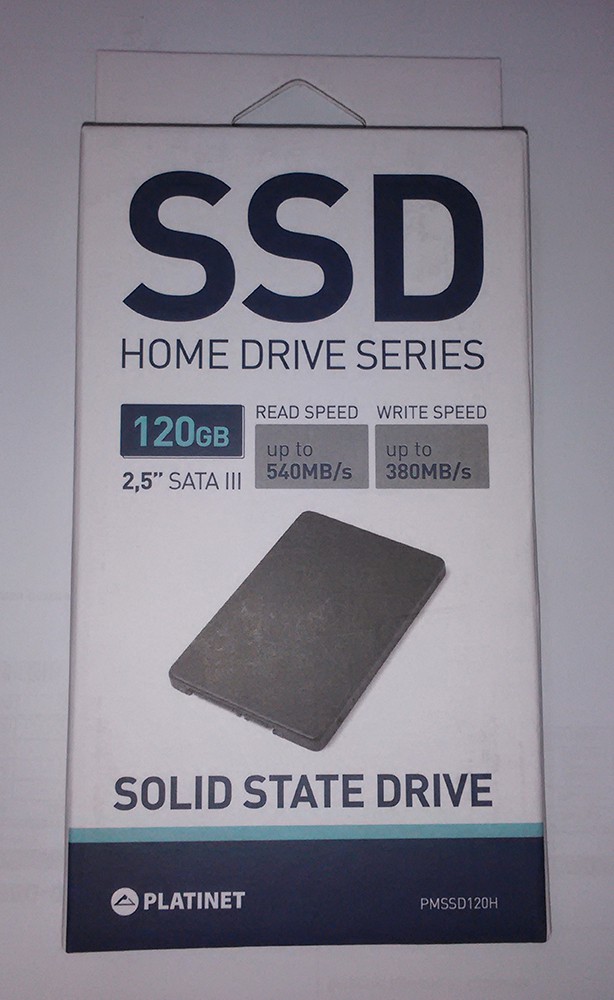 SSD
HOME DRIVE SERIES
120GB
2,5” SATA III
READ SPEED
up to
540MB/s
WRITE SPEED
up to
380MB/s
SOLID STATE DRIVE
PLATINET
PMSSD120H